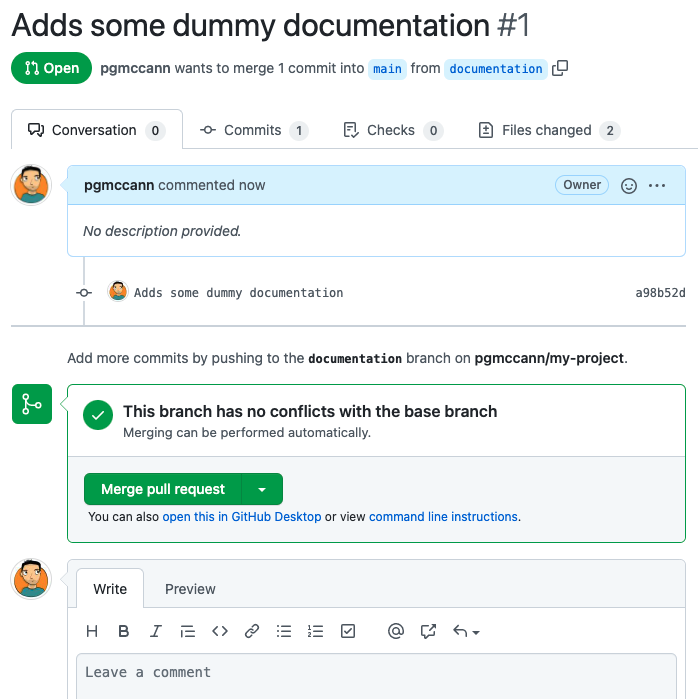 Adds some dummy documentation #1
Open pgmccann wants to merge 1 commit into main from documentation
Conversation 0 Commits 1 Checks 0 Files changed 2
pgmccann commented now Owner
No description provided.
Adds some dummy documentation a98b52d
Add more commits by pushing to the documentation branch on pgmccann/my-project.
This branch has no conflicts with the base branch
Merging can be performed automatically.
Merge pull request
You can also open this in GitHub Desktop or view command line instructions.
Write Preview
Leave a comment